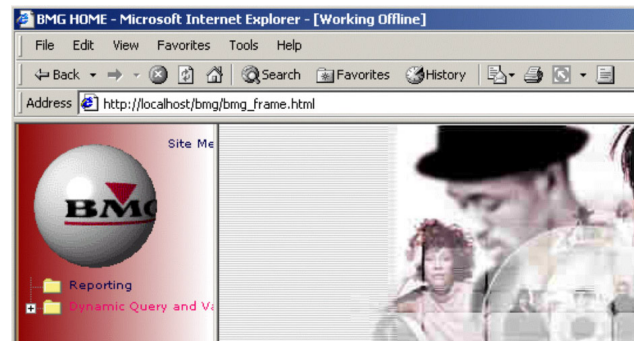 BMG HOME - Microsoft Internet Explorer - [Working Offline]
File Edit View Favorites Tools Help
Back Search Favorites History
Address http://localhost/bmg/bmg_frame.html
Site Me
BMG
Reporting
Dynamic Query and Va